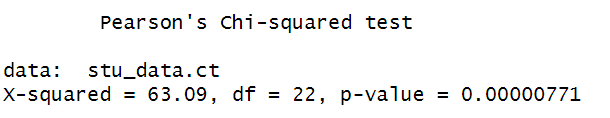 Pearson's Chi-squared test
data: stu_data.ct
X-squared = 63.09, df = 22, p-value = 0.00000771